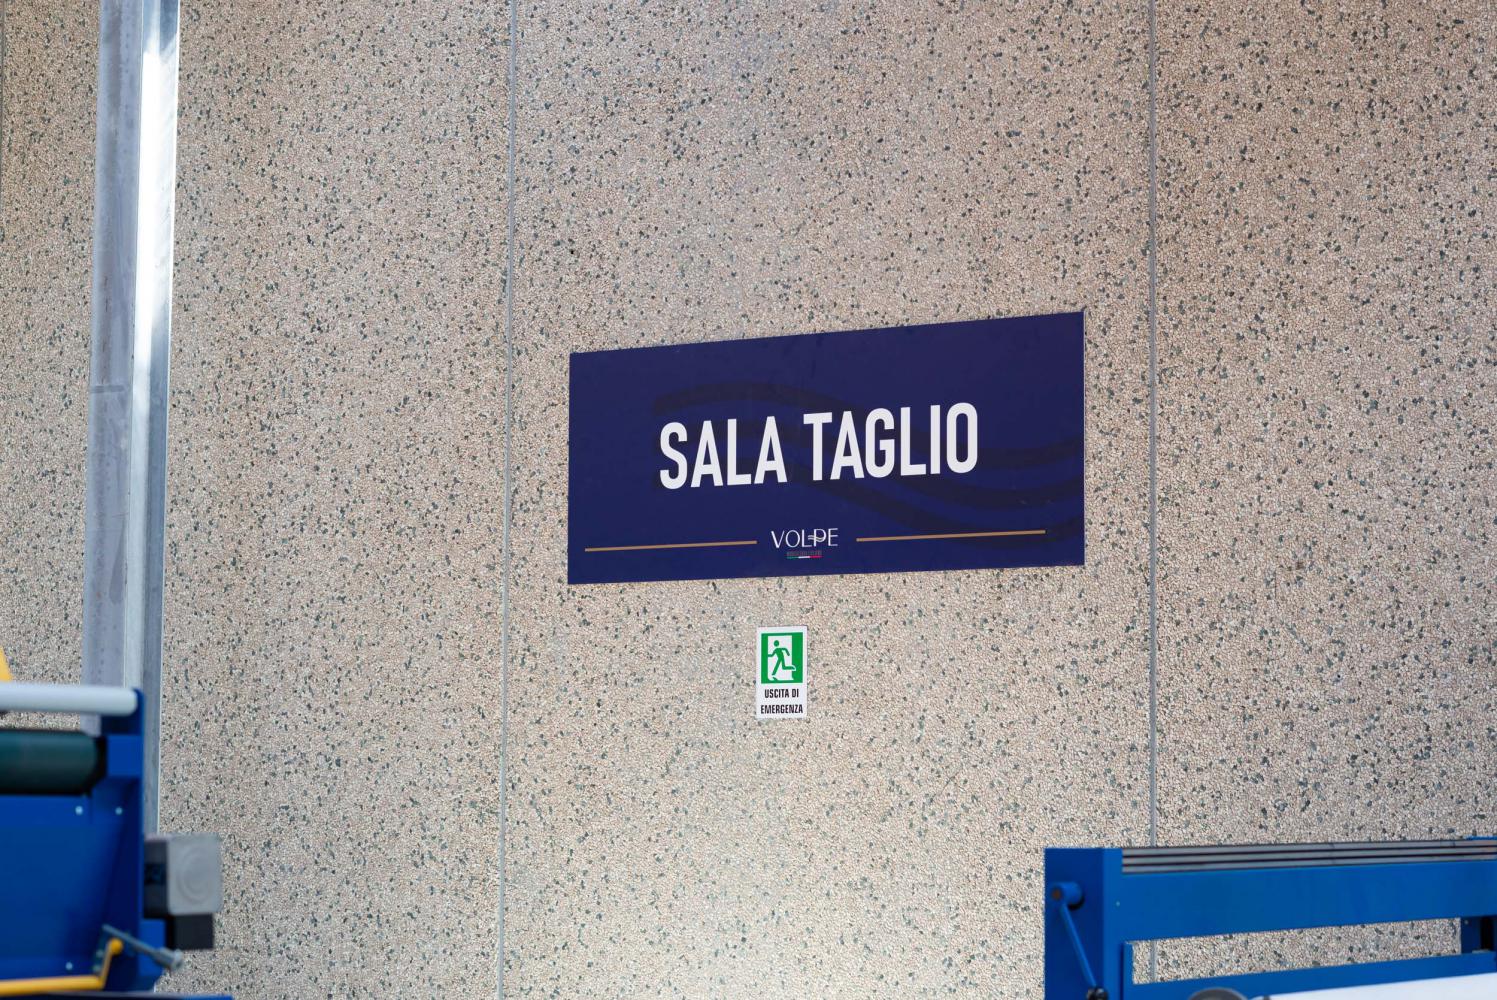 SALA TAGLIO
VOLPE
USCITA DI
EMERGENZA